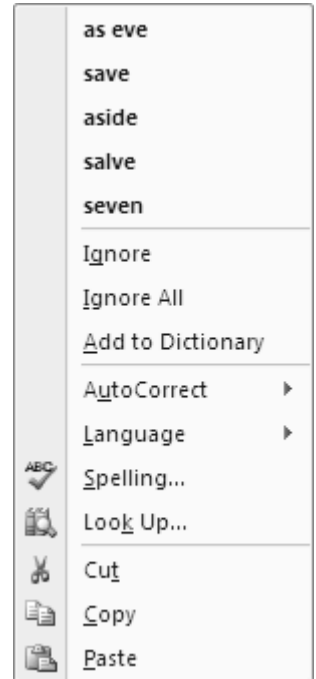 as eve
save
aside
salve
seven
Ignore
Ignore All
Add to Dictionary
AutoCorrect
Language
ABC Spelling...
Look Up...
Cut
Copy
Paste